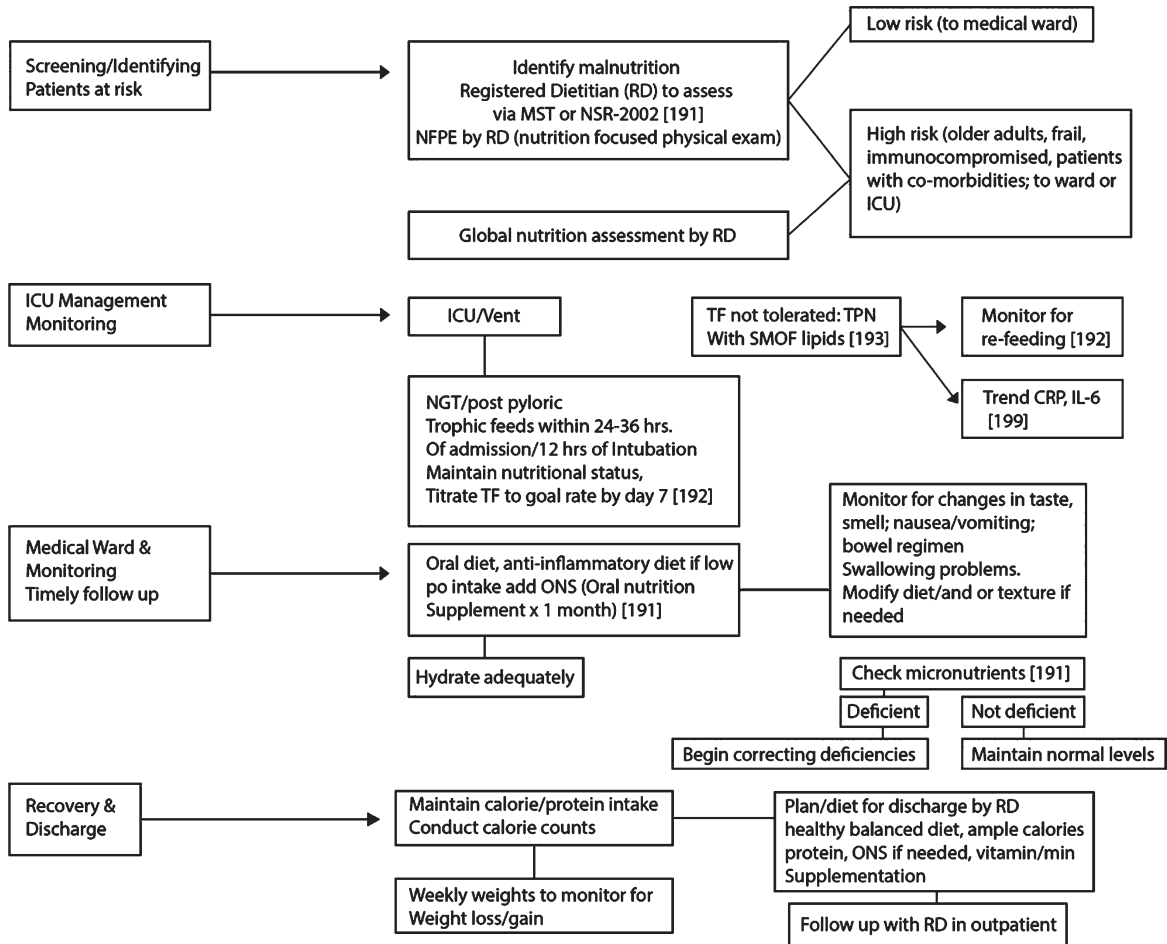 Screening/Identifying
Patients at risk
Identify malnutrition
Registered Dietitian (RD) to assess
via MST or NSR-2002 [191]
NFPE by RD (nutrition focused physical exam)
Low risk (to medical ward)
High risk (older adults, frail,
immunocompromised, patients
with co-morbidities; to ward or
ICU)
Global nutrition assessment by RD
ICU Management
Monitoring
ICU/Vent
NGT/post pyloric
Trophic feeds within 24-36 hrs.
Of admission/12 hrs of Intubation
Maintain nutritional status,
Titrate TF to goal rate by day 7 [192]
TF not tolerated: TPN
With SMOF lipids [193]
Monitor for
re-feeding [192]
Trend CRP, IL-6
[199]
Medical Ward &
Monitoring
Timely follow up
Oral diet, anti-inflammatory diet if low
po intake add ONS (Oral nutrition
Supplement x 1 month) [191]
Hydrate adequately
Monitor for changes in taste,
smell; nausea/vomiting;
bowel regimen
Swallowing problems.
Modify diet/and or texture if
needed
Check micronutrients [191]
Deficient
Not deficient
Begin correcting deficiencies
Maintain normal levels
Recovery &
Discharge
Maintain calorie/protein intake
Conduct calorie counts
Weekly weights to monitor for
Weight loss/gain
Plan/diet for discharge by RD
healthy balanced diet, ample calories
protein, ONS if needed, vitamin/min
Supplementation
Follow up with RD in outpatient